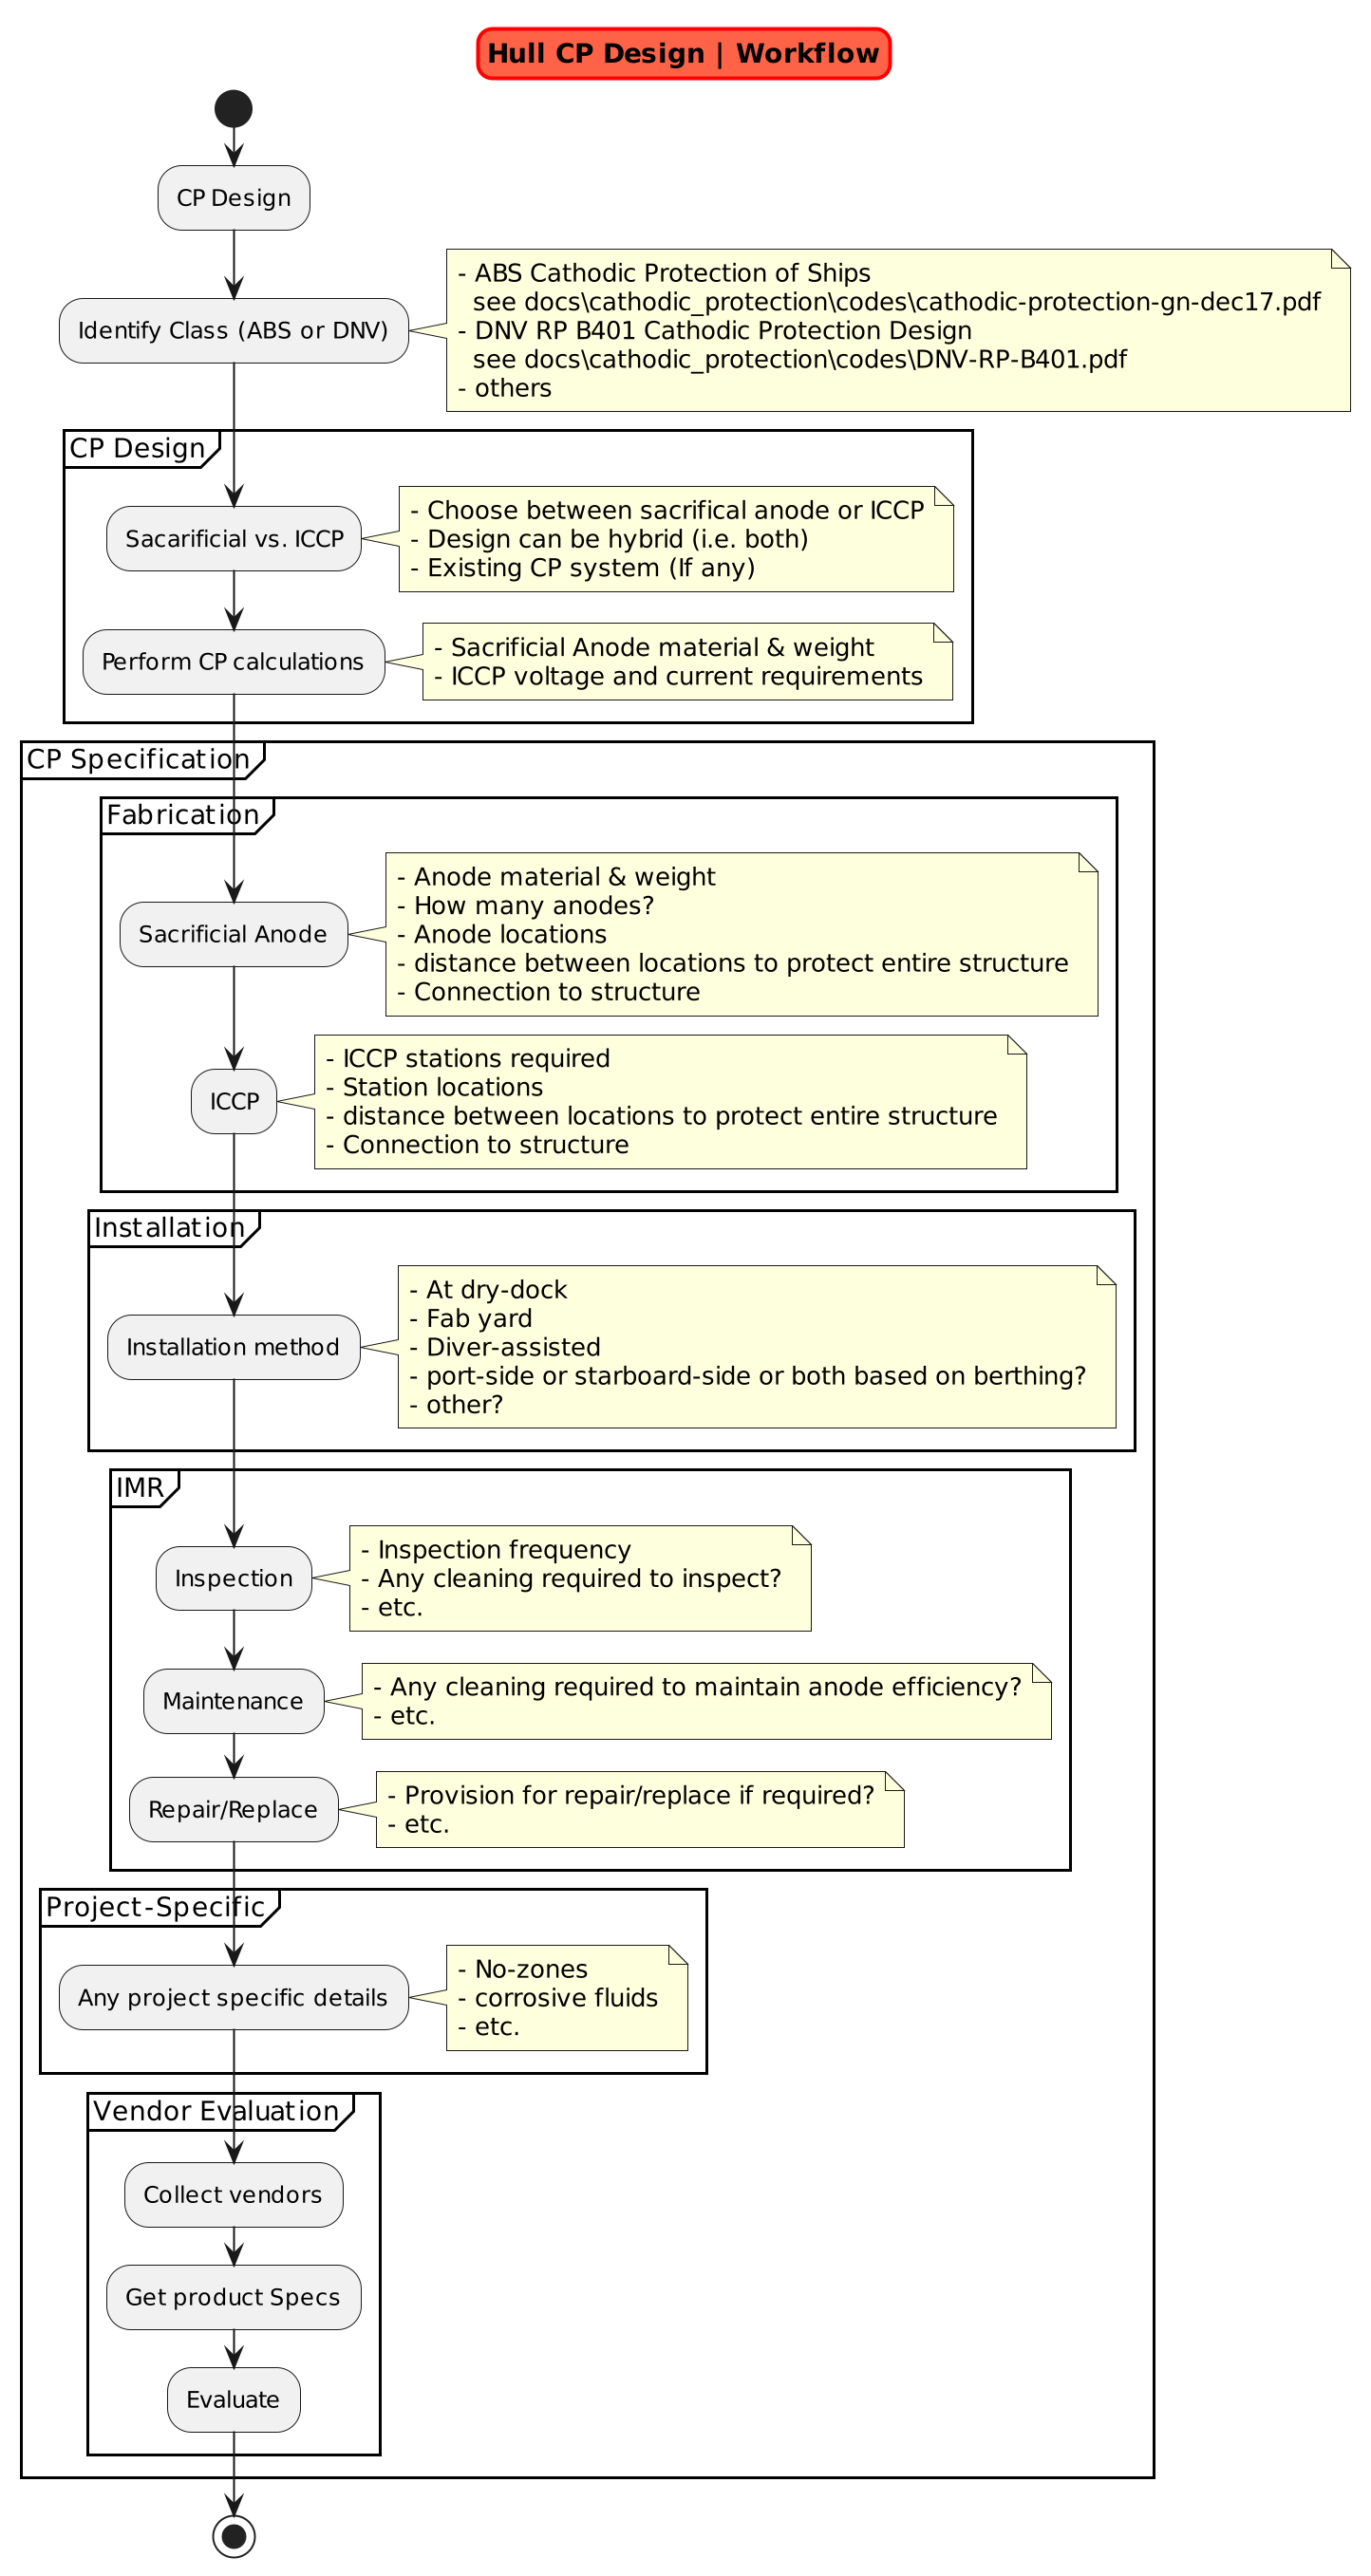 Hull CP Design | Workflow
CP Design
Identify Class (ABS or DNV)
- ABS Cathodic Protection of Ships
see docs\cathodic_protection\codes\cathodic-protection-gn-dec17.pdf
- DNV RP B401 Cathodic Protection Design
see docs\cathodic_protection\codes\DNV-RP-B401.pdf
- others
CP Design
Sacarificial vs. ICCP
- Choose between sacrifical anode or ICCP
- Design can be hybrid (i.e. both)
- Existing CP system (If any)
Perform CP calculations
- Sacrificial Anode material & weight
- ICCP voltage and current requirements
CP Specification
Fabrication
Sacrificial Anode
- Anode material & weight
- How many anodes?
- Anode locations
- distance between locations to protect entire structure
- Connection to structure
ICCP
- ICCP stations required
- Station locations
- distance between locations to protect entire structure
- Connection to structure
Installation
Installation method
- At dry-dock
- Fab yard
- Diver-assisted
- port-side or starboard-side or both based on berthing?
- other?
IMR
Inspection
- Inspection frequency
- Any cleaning required to inspect?
- etc.
Maintenance
- Any cleaning required to maintain anode efficiency?
- etc.
Repair/Replace
- Provision for repair/replace if required?
- etc.
Project-Specific
Any project specific details
- No-zones
- corrosive fluids
- etc.
Vendor Evaluation
Collect vendors
Get product Specs
Evaluate